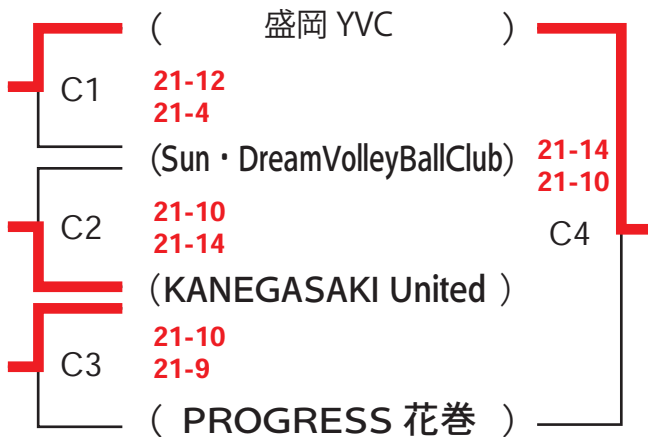 ( 盛岡 YVC )
C1
21-12
21-4
(Sun・DreamVolleyBallClub)
21-14
21-10
C2
21-10
21-14
C4
(KANEGASAKI United )
C3
21-10
21-9
( PROGRESS 花巻 )